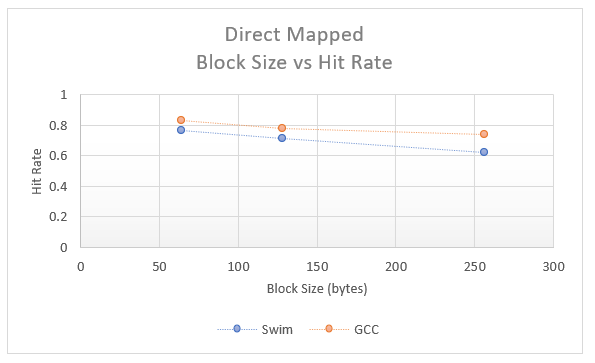 Direct Mapped
Block Size vs Hit Rate
1
0.8
0.6
0.4
0.2
0
Hit Rate
0 50 100 150 200 250 300
Block Size (bytes)
Swim GCC